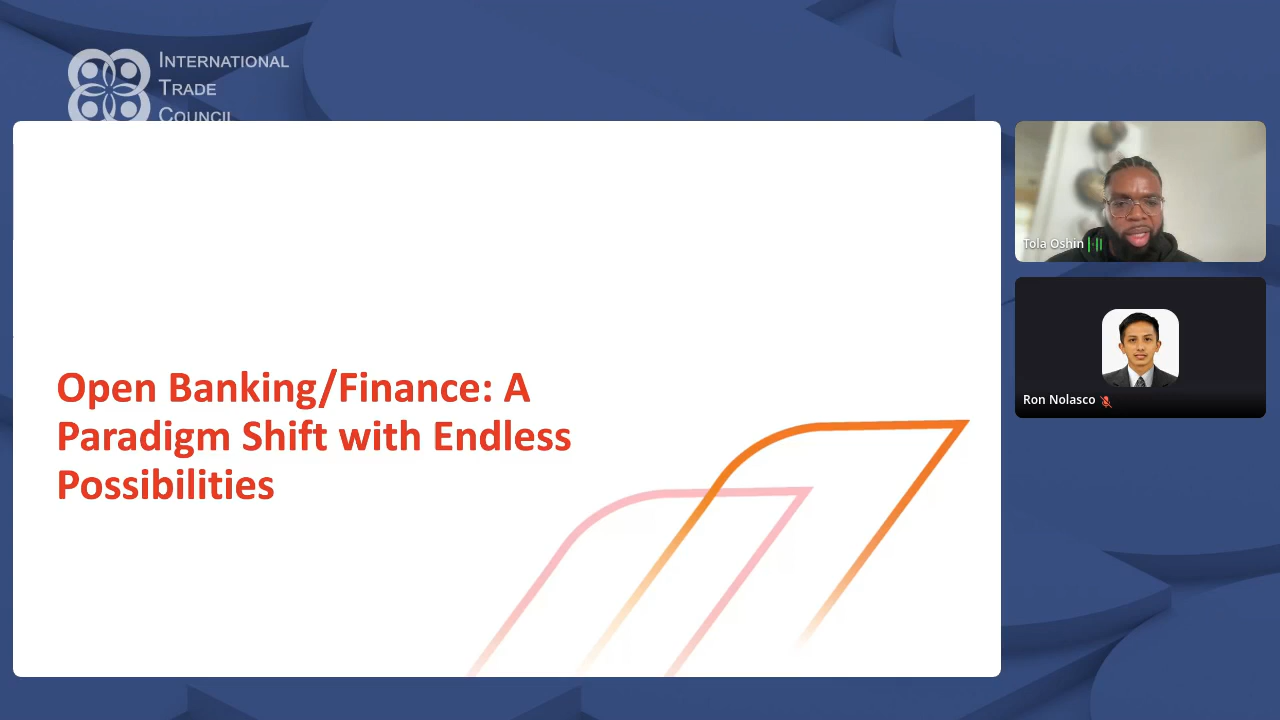 INTERNATIONAL
TRADE
COUNCIL
Open Banking/Finance: A
Paradigm Shift with Endless
Possibilities
Tola Oshin
Ron Nolasco